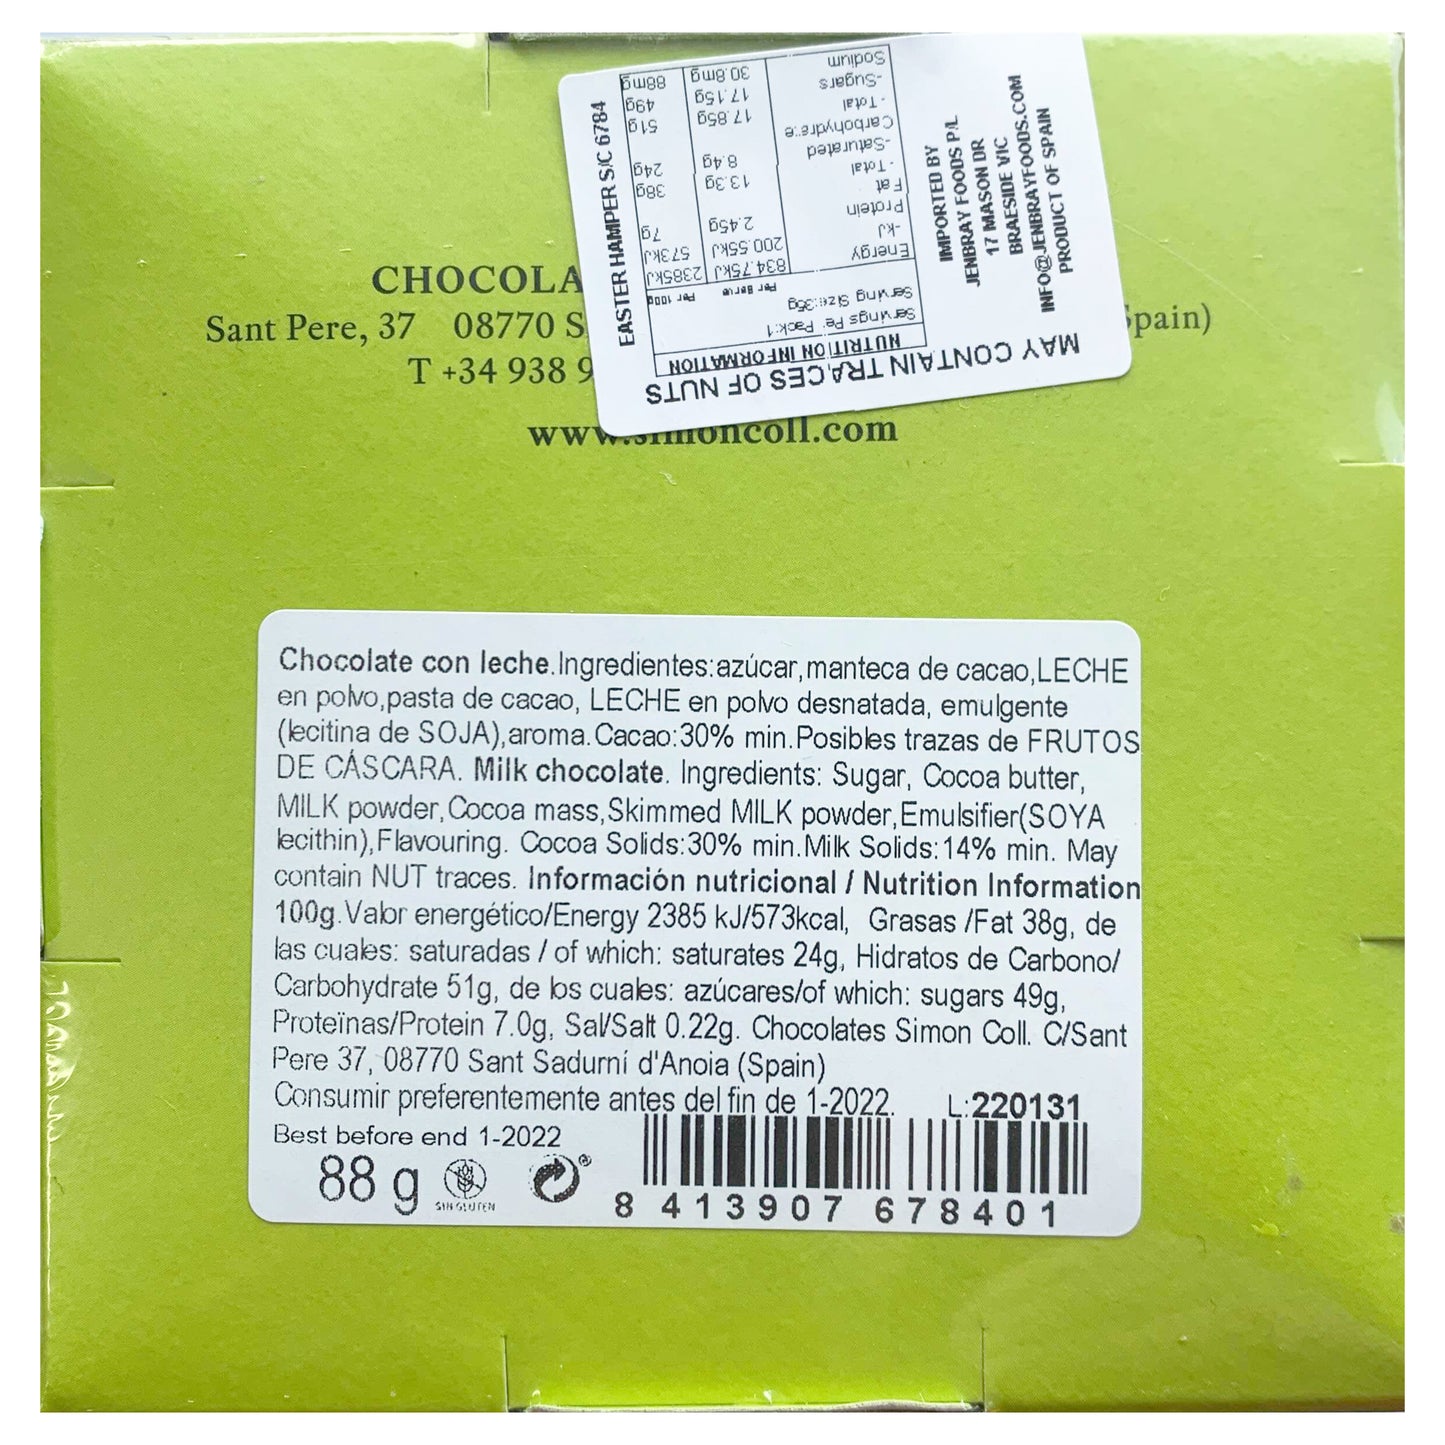 CHOCOLA
Sant Pere, 37 08770 S
Spain)
T +34 938 9
www.simoncoll.com
MAY CONTAIN TRACES OF NUTS
NUTRITION INFORMATION
Servings Per Pack:1
Serving Size:35g
Per Serve Per 100g
Energy 834.75kJ 2385kJ
-kJ 200.55kJ 573kJ
Protein 2.45g 7g
Fat
- Total 13.3g 38g
-Saturated 8.4g 24g
Carbohydrate
- Total 17.85g 51g
-Sugars 17.15g 49g
Sodium 30.8mg 88mg
EASTER HAMPER S/C 6784
IMPORTED BY
JENBRAY FOODS P/L
17 MASON DR
BRAESIDE VIC
INFO@JENBRAYFOODS.COM
PRODUCT OF SPAIN
Chocolate con leche.Ingredientes:azúcar,manteca de cacao,LECHE
en polvo,pasta de cacao, LECHE en polvo desnatada, emulgente
(lecitina de SOJA),aroma.Cacao:30% min.Posibles trazas de FRUTOS
DE CÁSCARA. Milk chocolate. Ingredients: Sugar, Cocoa butter,
MILK powder,Cocoa mass,Skimmed MILK powder,Emulsifier(SOYA
lecithin),Flavouring. Cocoa Solids:30% min.Milk Solids:14% min. May
contain NUT traces. Información nutricional / Nutrition Information
100g.Valor energético/Energy 2385 kJ/573kcal, Grasas /Fat 38g, de
las cuales: saturadas / of which: saturates 24g, Hidratos de Carbono/
Carbohydrate 51g, de los cuales: azúcares/of which: sugars 49g,
Proteïnas/Protein 7.0g, Sal/Salt 0.22g. Chocolates Simon Coll. C/Sant
Pere 37, 08770 Sant Sadurní d'Anoia (Spain)
Consumir preferentemente antes del fin de 1-2022. L:220131
Best before end 1-2022
88 g
SIN GLUTEN
8 413907 678401